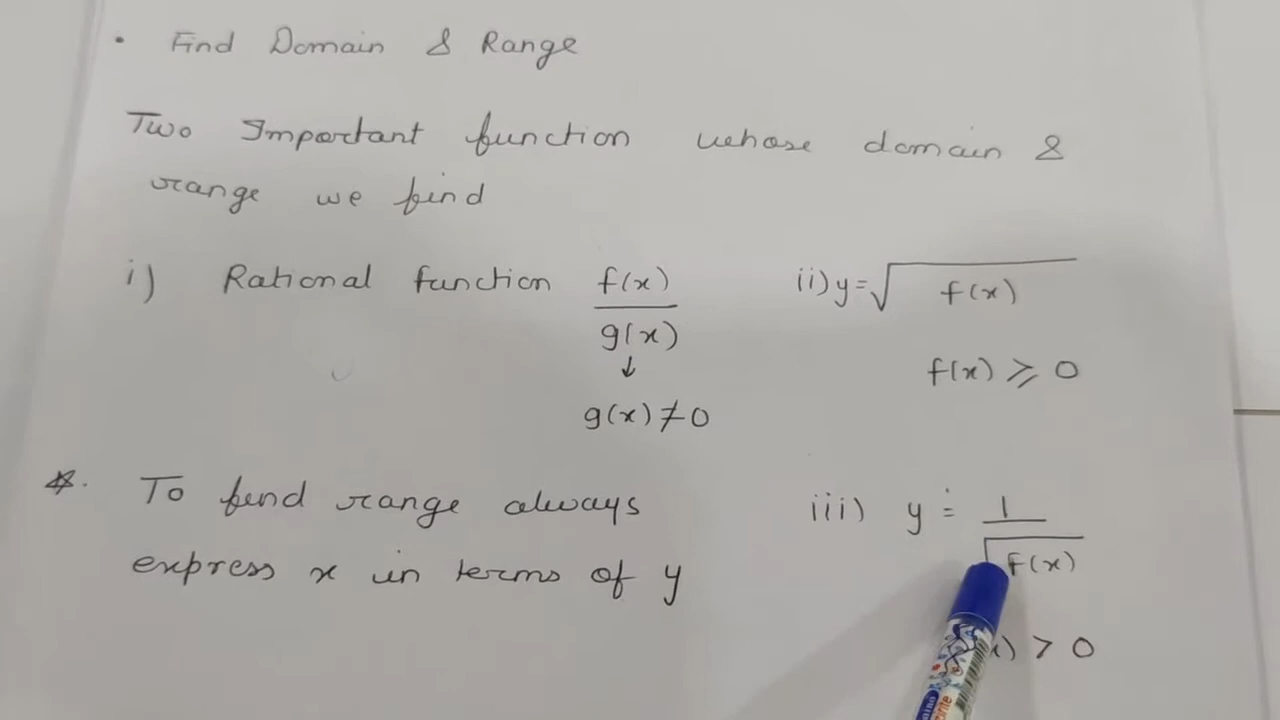 • Find Domain & Range
Two Important function whose domain &
range we find
i) Rational function f(x)/g(x)
↓
g(x) ≠ 0
ii) y = √f(x)
f(x) ≥ 0
*. To find range always
express x in terms of y
iii) y = 1/√f(x)
x) > 0